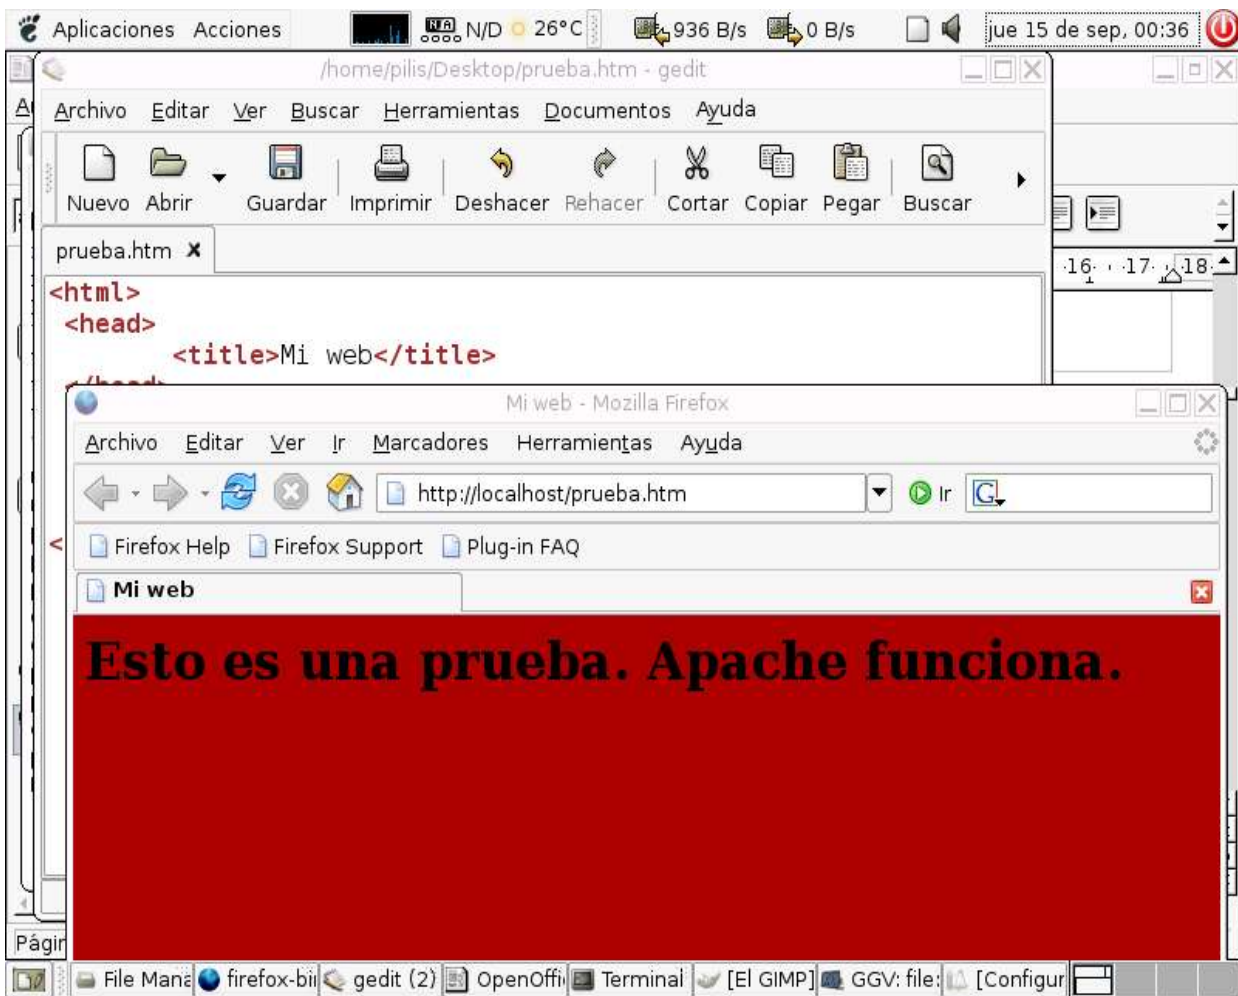 Aplicaciones Acciones N/D 26°C 936 B/s 0 B/s jue 15 de sep, 00:36
/home/pilis/Desktop/prueba.htm - gedit
Archivo Editar Ver Buscar Herramientas Documentos Ayuda
Nuevo Abrir Guardar Imprimir Deshacer Rehacer Cortar Copiar Pegar Buscar
prueba.htm
16 17 18
<html>
<head>
<title>Mi web</title>
</head>
Mi web - Mozilla Firefox
Archivo Editar Ver Ir Marcadores Herramientas Ayuda
http://localhost/prueba.htm Ir G
Firefox Help Firefox Support Plug-in FAQ
Mi web
Esto es una prueba. Apache funciona.
Págin
File Mana firefox-bin gedit (2) OpenOffi Terminal [El GIMP] GGV: file: [Configur